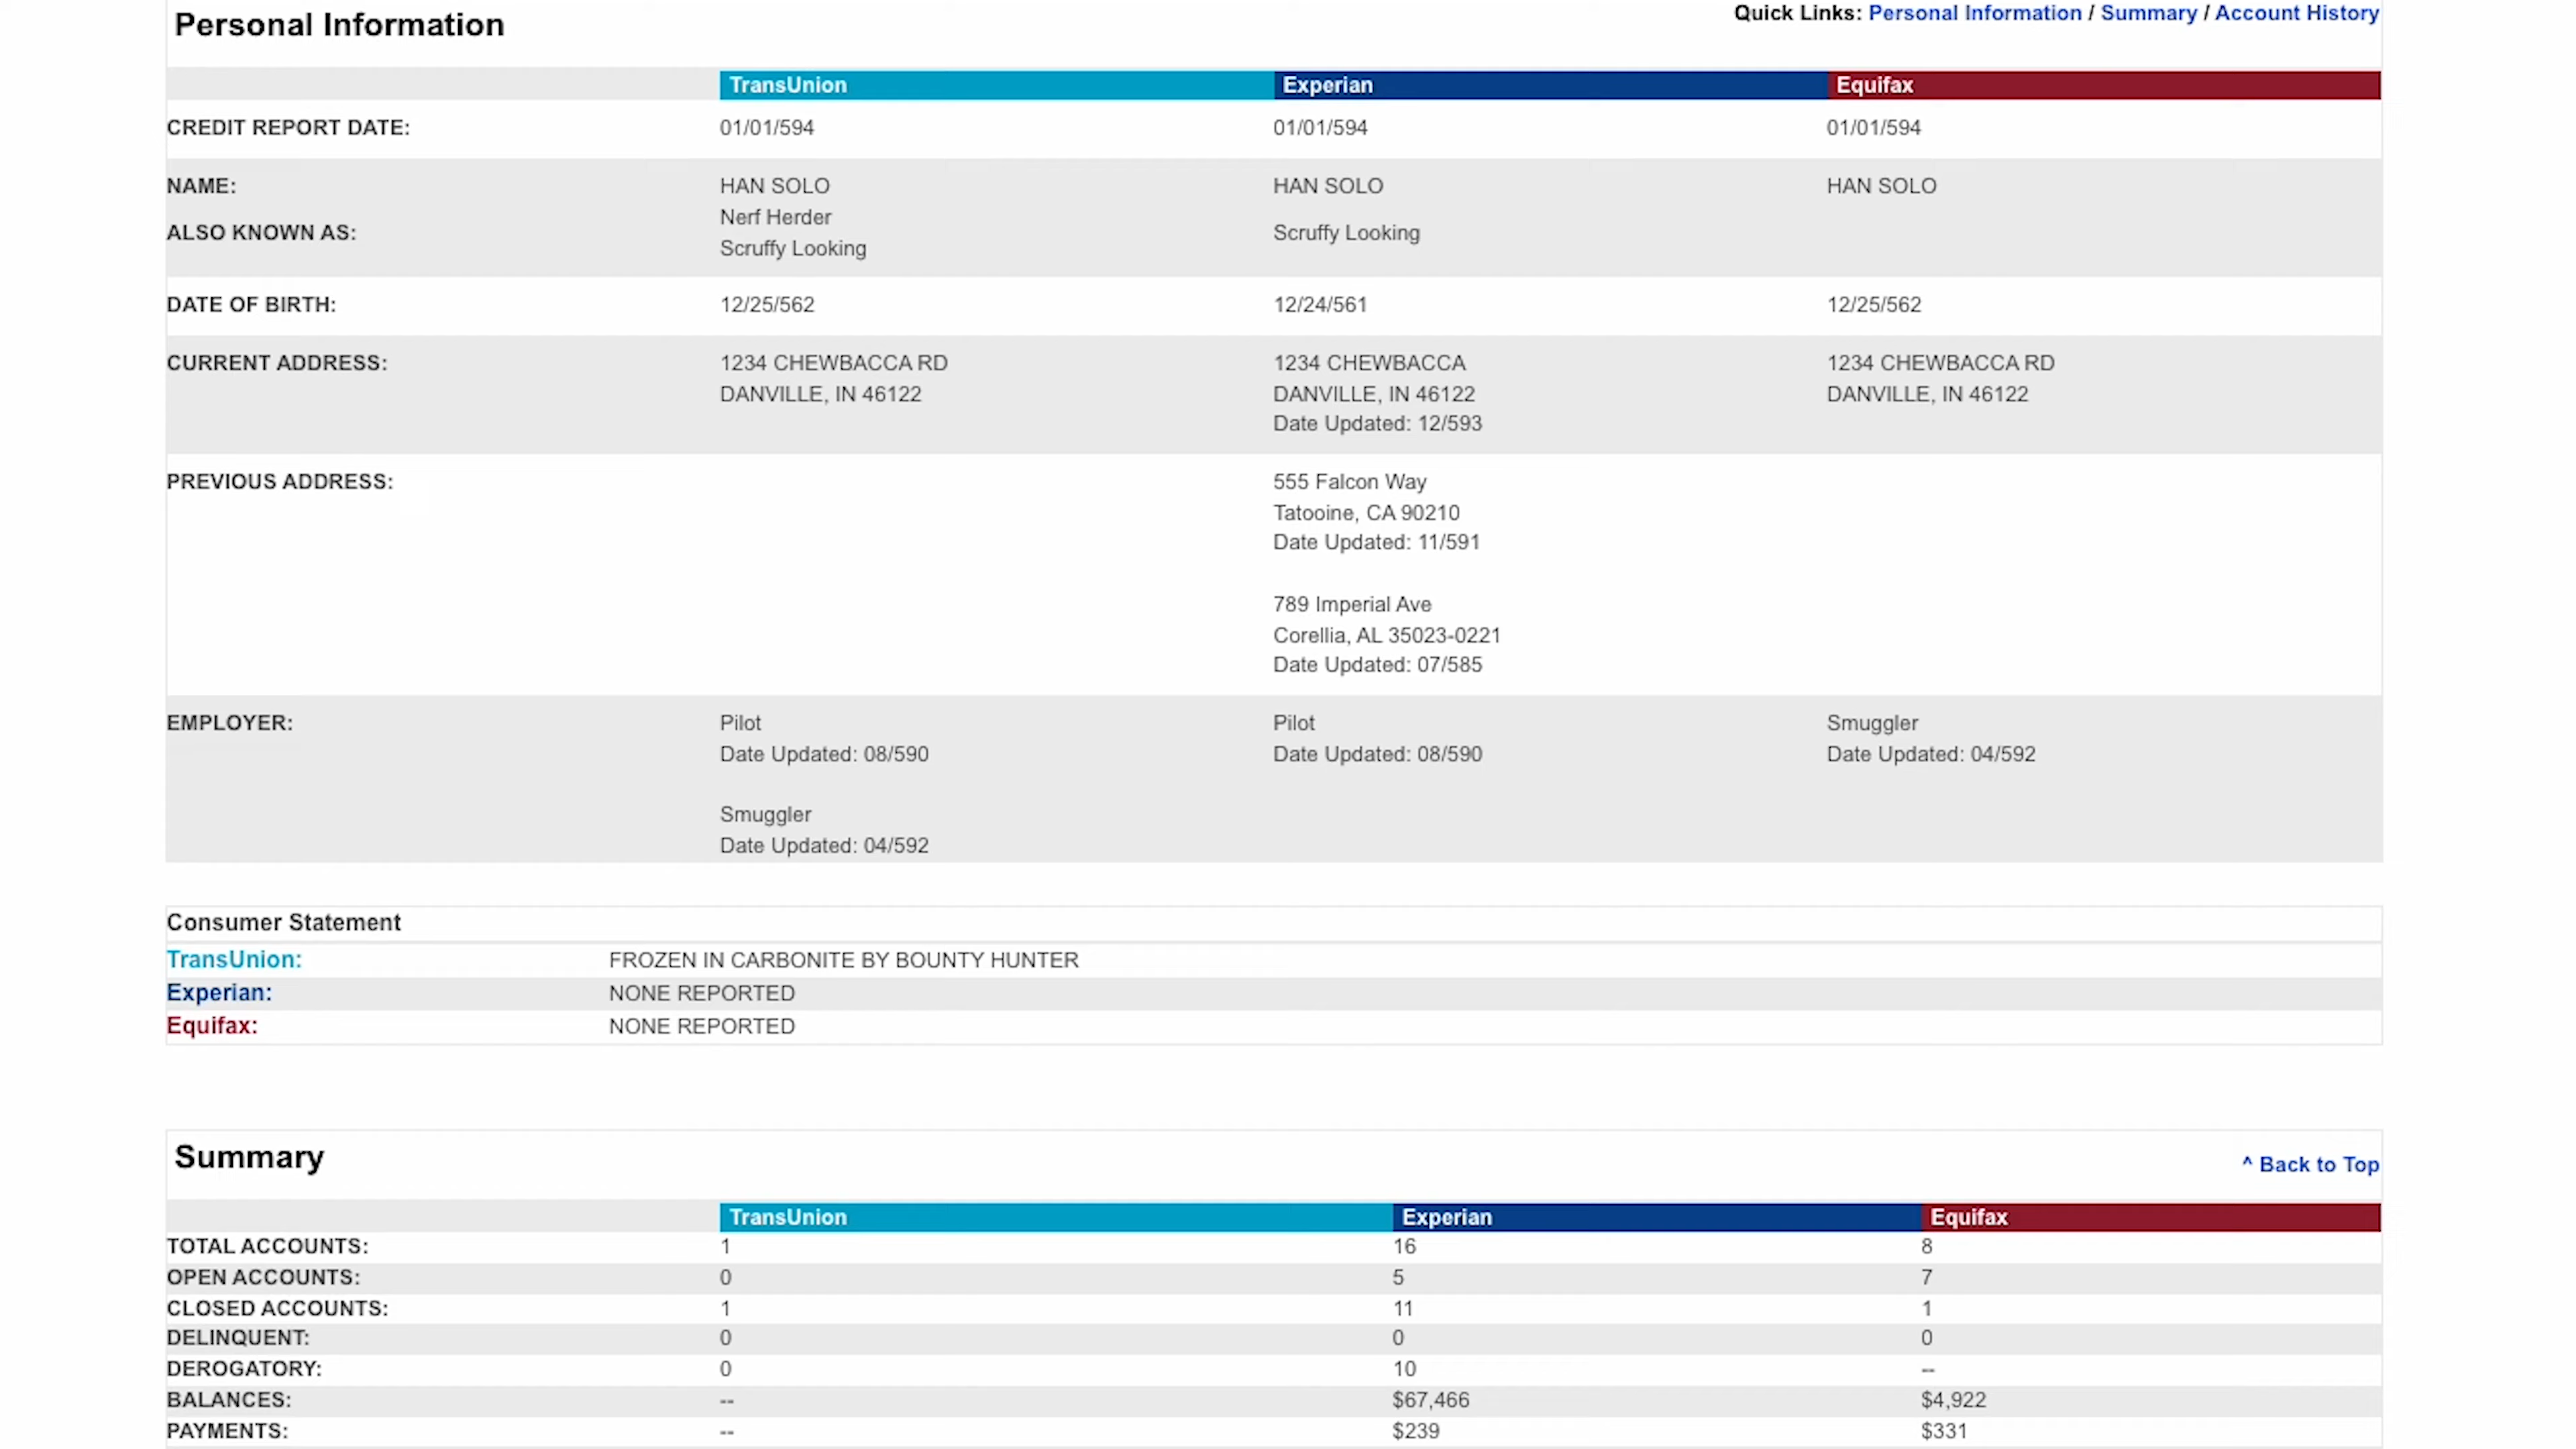 Personal Information
Quick Links: Personal Information / Summary / Account History
TransUnion Experian Equifax
CREDIT REPORT DATE: 01/01/594 01/01/594 01/01/594
NAME: HAN SOLO HAN SOLO HAN SOLO
Nerf Herder
ALSO KNOWN AS: Scruffy Looking
Scruffy Looking
DATE OF BIRTH: 12/25/562 12/24/561 12/25/562
CURRENT ADDRESS: 1234 CHEWBACCA RD 1234 CHEWBACCA 1234 CHEWBACCA RD
DANVILLE, IN 46122 DANVILLE, IN 46122 DANVILLE, IN 46122
Date Updated: 12/593
PREVIOUS ADDRESS: 555 Falcon Way
Tatooine, CA 90210
Date Updated: 11/591
789 Imperial Ave
Corellia, AL 35023-0221
Date Updated: 07/585
EMPLOYER: Pilot Pilot Smuggler
Date Updated: 08/590 Date Updated: 08/590 Date Updated: 04/592
Smuggler
Date Updated: 04/592
Consumer Statement
TransUnion: FROZEN IN CARBONITE BY BOUNTY HUNTER
Experian: NONE REPORTED
Equifax: NONE REPORTED
Summary
^ Back to Top
TransUnion Experian Equifax
TOTAL ACCOUNTS: 1 16 8
OPEN ACCOUNTS: 0 5 7
CLOSED ACCOUNTS: 1 11 1
DELINQUENT: 0 0 0
DEROGATORY: 0 10 --
BALANCES: -- $67,466 $4,922
PAYMENTS: -- $239 $331